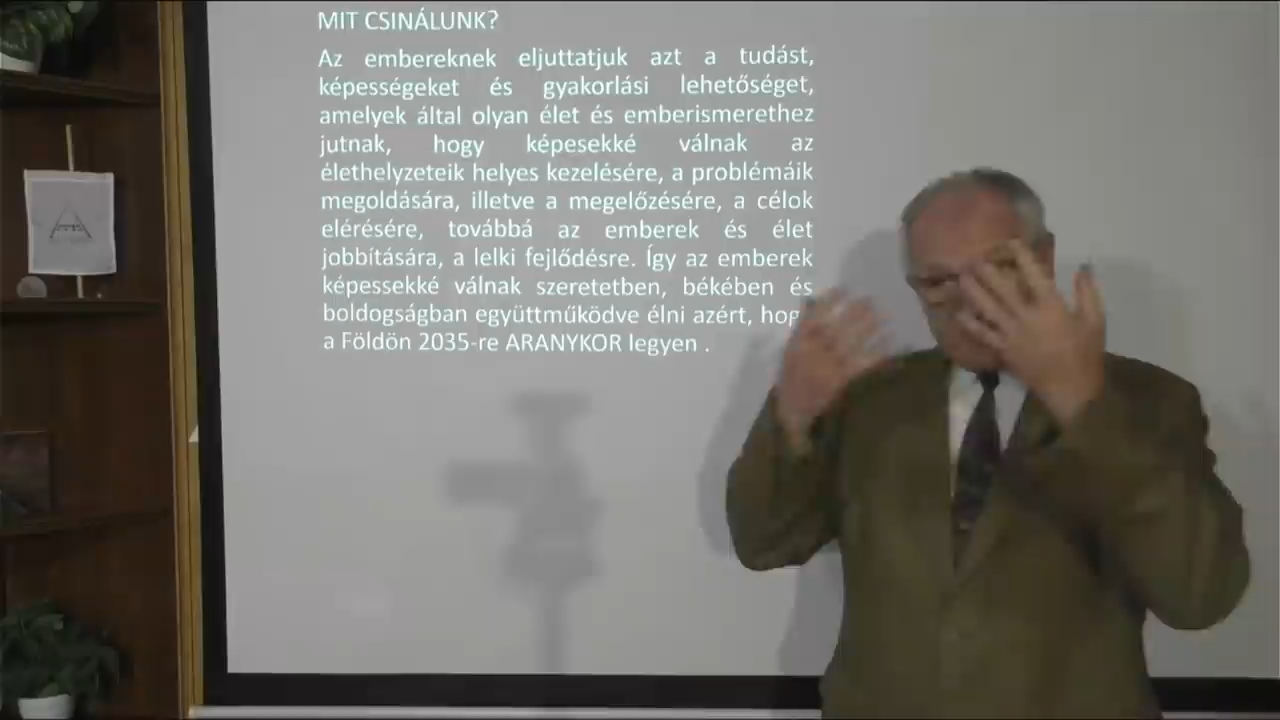 MIT CSINÁLUNK?
Az embereknek eljuttatjuk azt a tudást,
képességeket és gyakorlási lehetőséget,
amelyek által olyan élet és emberismerethez
jutnak, hogy képesekké válnak az
élethelyzeteik helyes kezelésére, a problémáik
megoldására, illetve a megelőzésére, a célok
elérésére, továbbá az emberek és élet
jobbítására, a lelki fejlődésre. Így az emberek
képessekké válnak szeretetben, békében és
boldogságban együttműködve élni azért,
a Földön 2035-re ARANYKOR legyen .